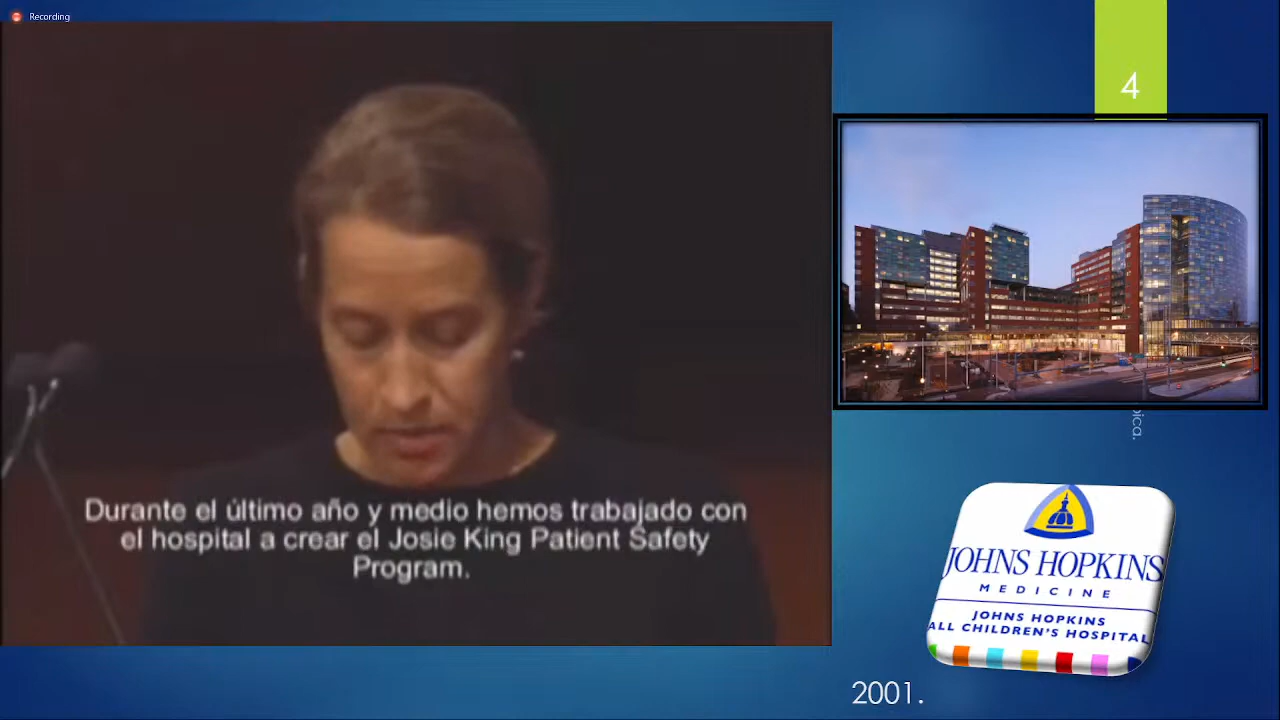 Recording
4
Durante el último año y medio hemos trabajado con
el hospital a crear el Josie King Patient Safety
Program.
JOHNS HOPKINS
MEDICINE
JOHNS HOPKINS
ALL CHILDREN'S HOSPITAL
2001.